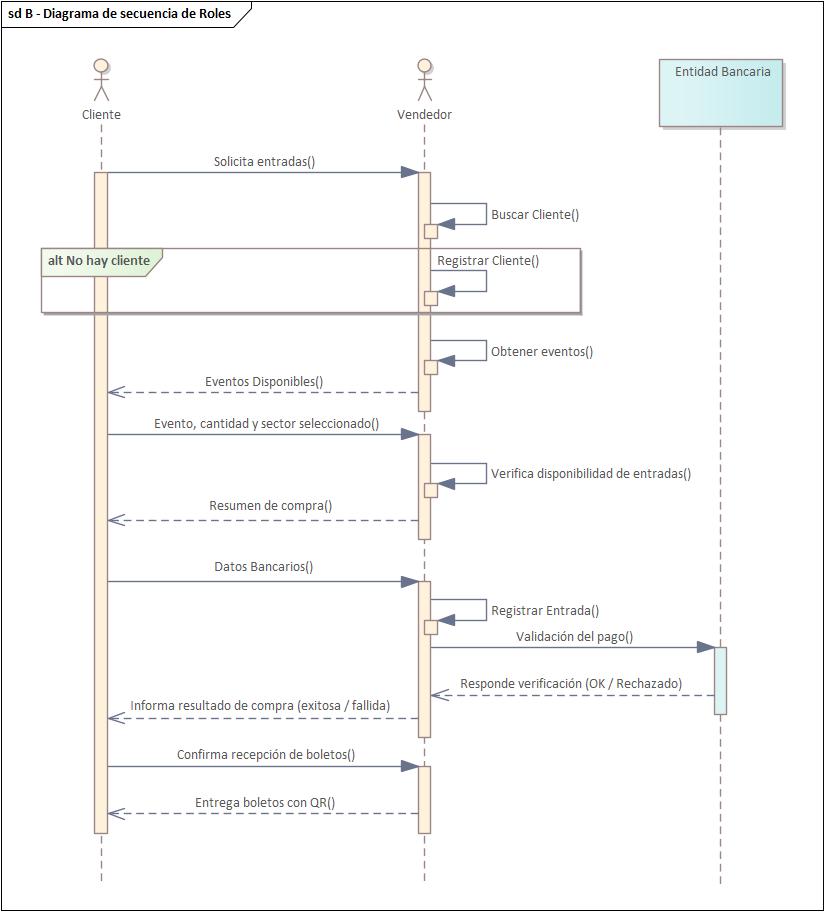 sd B - Diagrama de secuencia de Roles
Cliente
Vendedor
Entidad Bancaria
Solicita entradas()
Buscar Cliente()
alt No hay cliente
Registrar Cliente()
Obtener eventos()
Eventos Disponibles()
Evento, cantidad y sector seleccionado()
Verifica disponibilidad de entradas()
Resumen de compra()
Datos Bancarios()
Registrar Entrada()
Validación del pago()
Responde verificación (OK / Rechazado)
Informa resultado de compra (exitosa / fallida)
Confirma recepción de boletos()
Entrega boletos con QR()